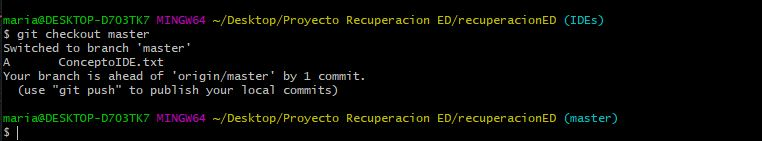 maria@DESKTOP-D703TK7 MINGW64 ~/Desktop/Proyecto Recuperacion ED/recuperacionED (IDEs)
$ git checkout master
Switched to branch 'master'
A       ConceptoIDE.txt
Your branch is ahead of 'origin/master' by 1 commit.
  (use "git push" to publish your local commits)

maria@DESKTOP-D703TK7 MINGW64 ~/Desktop/Proyecto Recuperacion ED/recuperacionED (master)
$